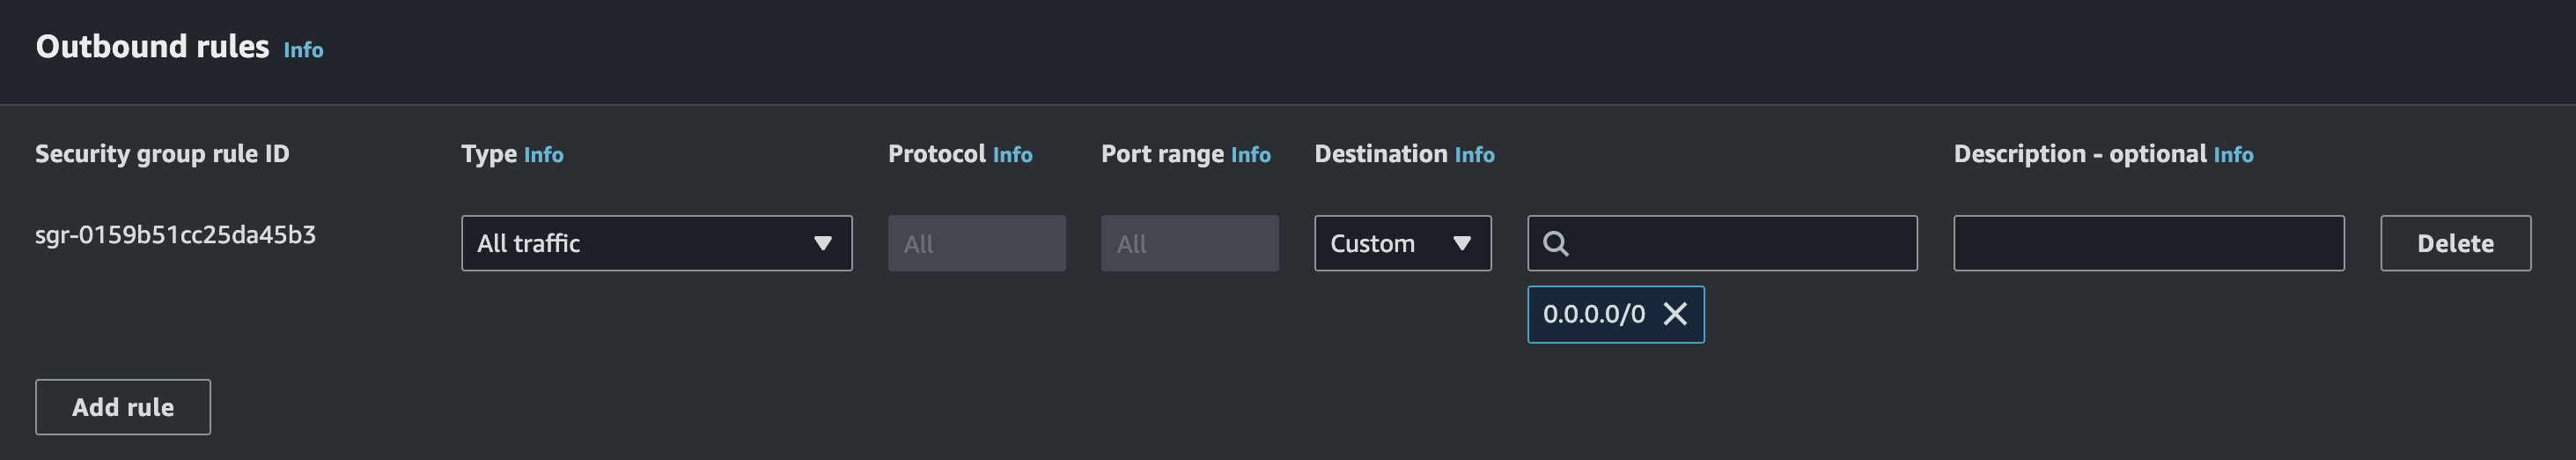 Outbound rules Info
Security group rule ID Type Info Protocol Info Port range Info Destination Info Description - optional Info
sgr-0159b51cc25da45b3 All traffic All All Custom Delete
0.0.0.0/0
Add rule